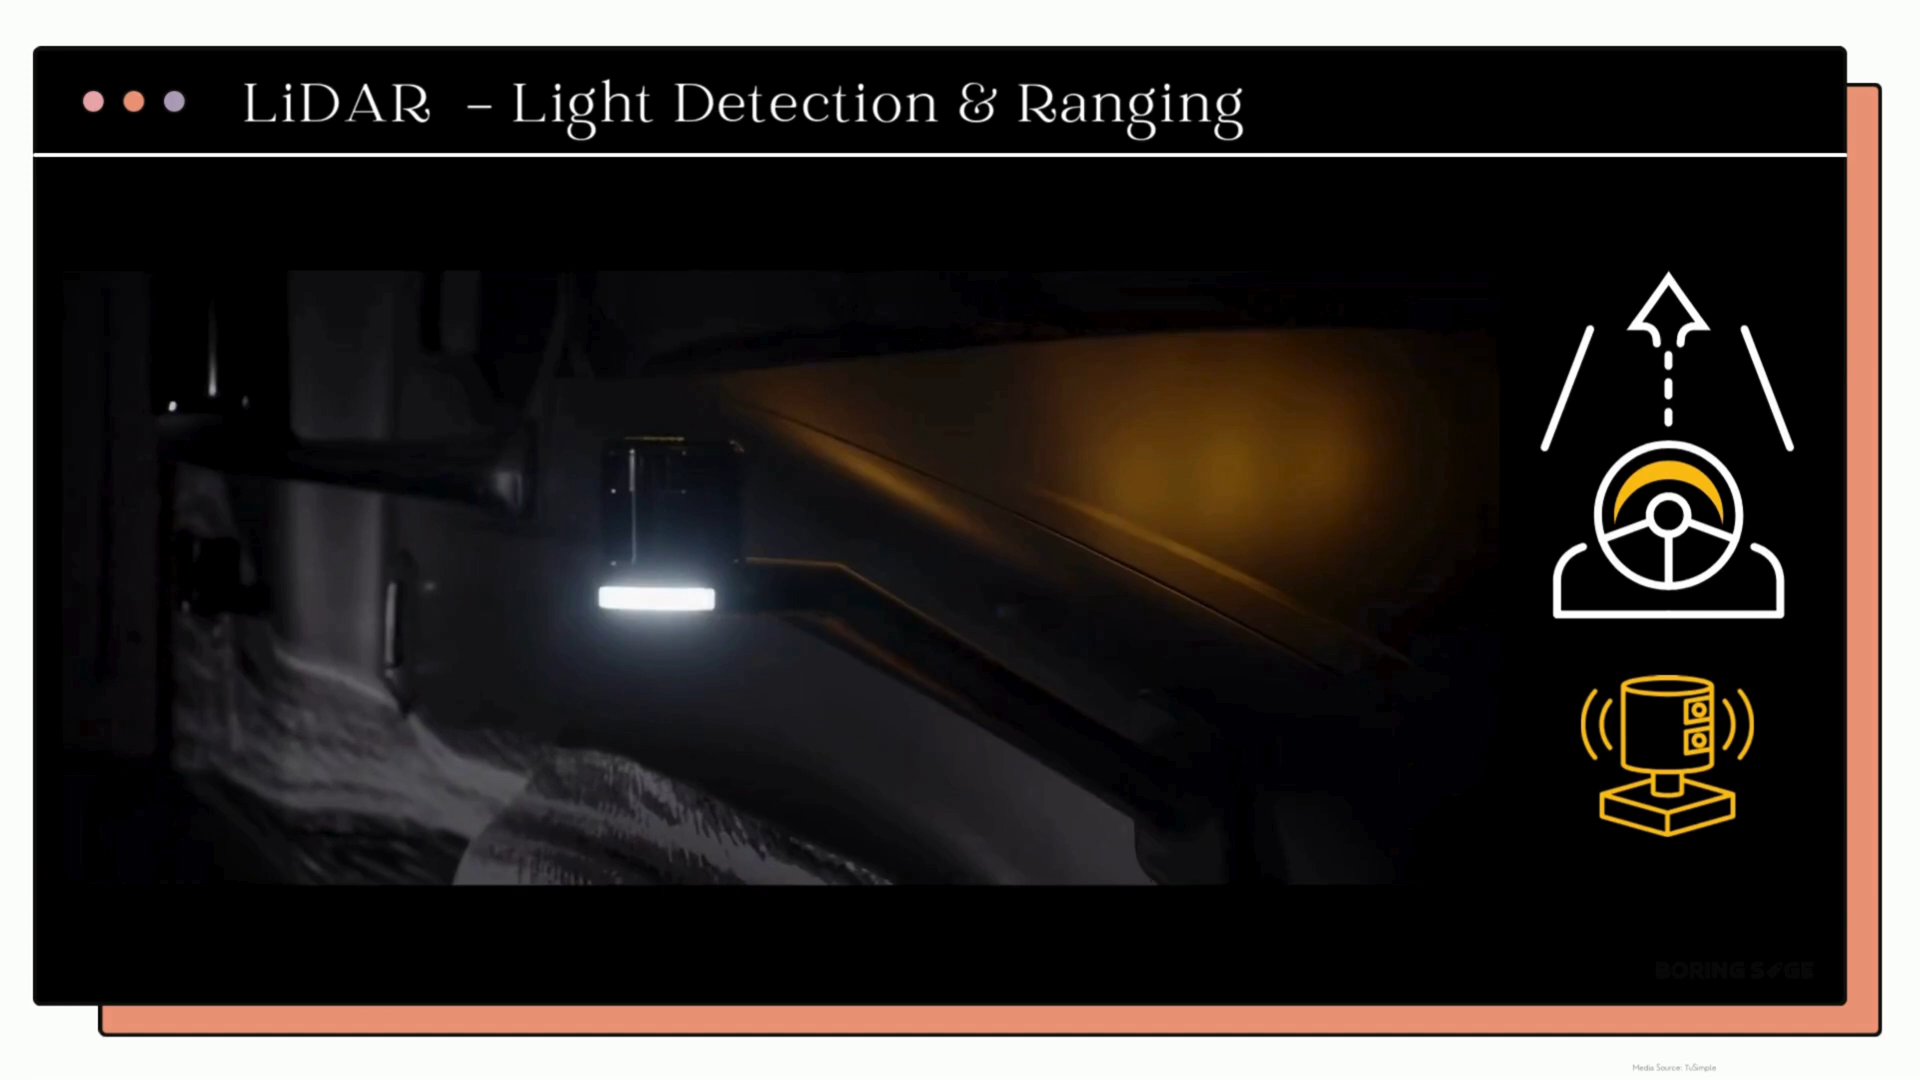 LiDAR – Light Detection & Ranging
BORING SAGE
Media Source: TuSimple